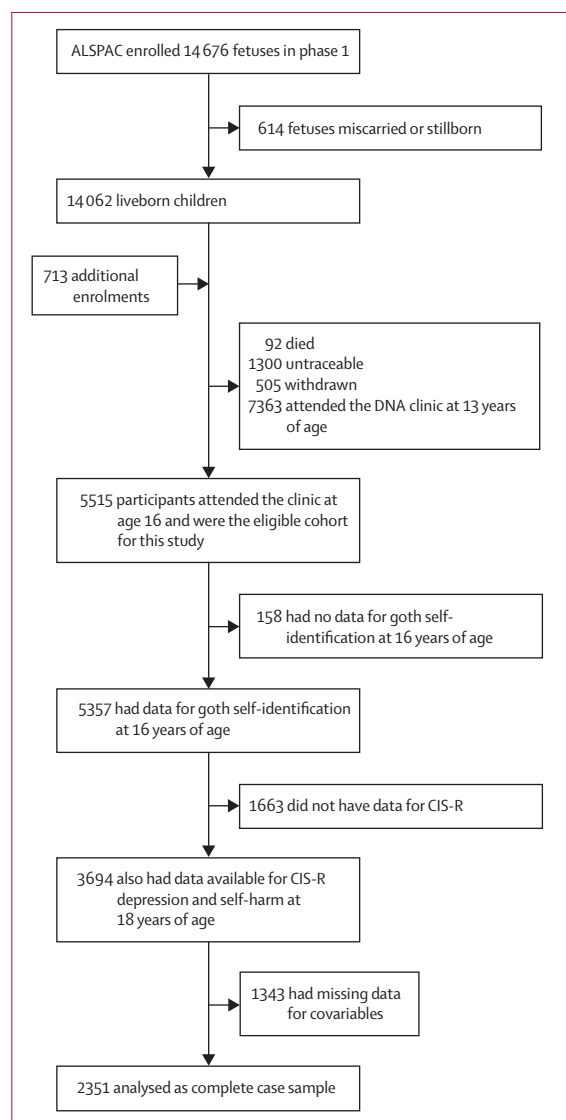 ALSPAC enrolled 14 676 fetuses in phase 1
614 fetuses miscarried or stillborn
14 062 liveborn children
713 additional
enrolments
92 died
1300 untraceable
505 withdrawn
7363 attended the DNA clinic at 13 years
of age
5515 participants attended the clinic at
age 16 and were the eligible cohort
for this study
158 had no data for goth self-
identification at 16 years of age
5357 had data for goth self-identification
at 16 years of age
1663 did not have data for CIS-R
3694 also had data available for CIS-R
depression and self-harm at
18 years of age
1343 had missing data
for covariables
2351 analysed as complete case sample